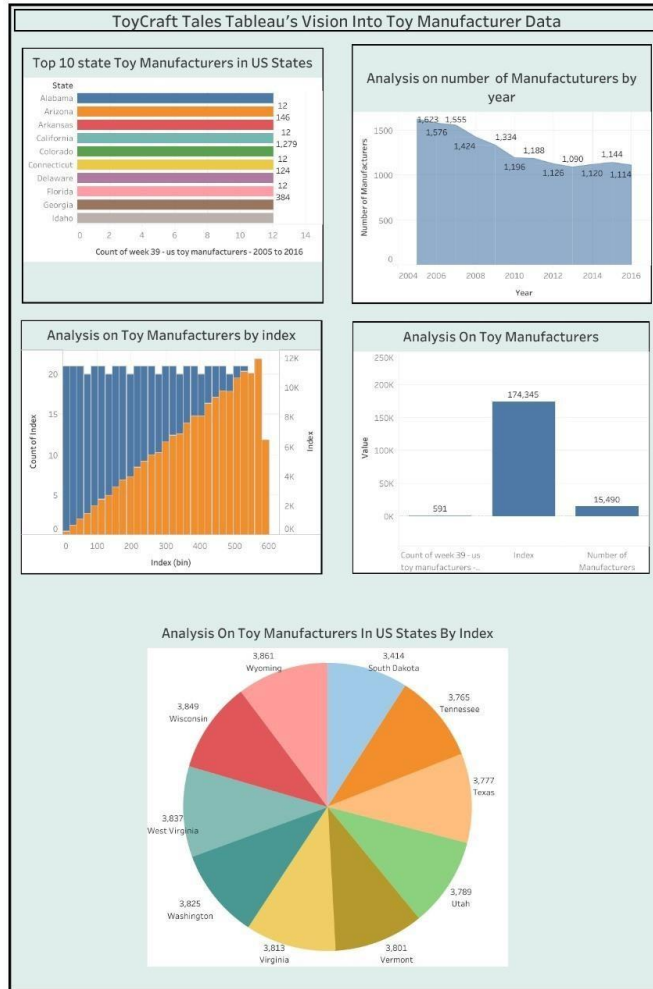 ToyCraft Tales Tableau's Vision Into Toy Manufacturer Data
Top 10 state Toy Manufacturers in US States
State
Alabama
Arizona
Arkansas
California
Colorado
Connecticut
Delaware
Florida
Georgia
Idaho
12
146
12
1,279
12
124
12
384
0 2 4 6 8 10 12 14
Count of week 39 - us toy manufacturers - 2005 to 2016
Analysis on number of Manufactuturers by
year
Number of Manufacturers
1500
1000
500
0
1,623 1,555
1,576
1,424
1,334
1,196
1,188
1,126
1,090
1,120
1,144
1,114
2004 2006 2008 2010 2012 2014 2016
Year
Analysis on Toy Manufacturers by index
Count of Index
20
15
10
5
0
12K
10K
8K
6K
4K
2K
0K
Index
0 100 200 300 400 500 600
Index (bin)
Analysis On Toy Manufacturers
Value
250K
200K
150K
100K
50K
0K
591
174,345
15,490
Count of week 39 - us
toy manufacturers -..
Index
Number of
Manufacturers
Analysis On Toy Manufacturers In US States By Index
3,861
Wyoming
3,414
South Dakota
3,849
Wisconsin
3,765
Tennessee
3,777
Texas
3,837
West Virginia
3,789
Utah
3,825
Washington
3,813
Virginia
3,801
Vermont